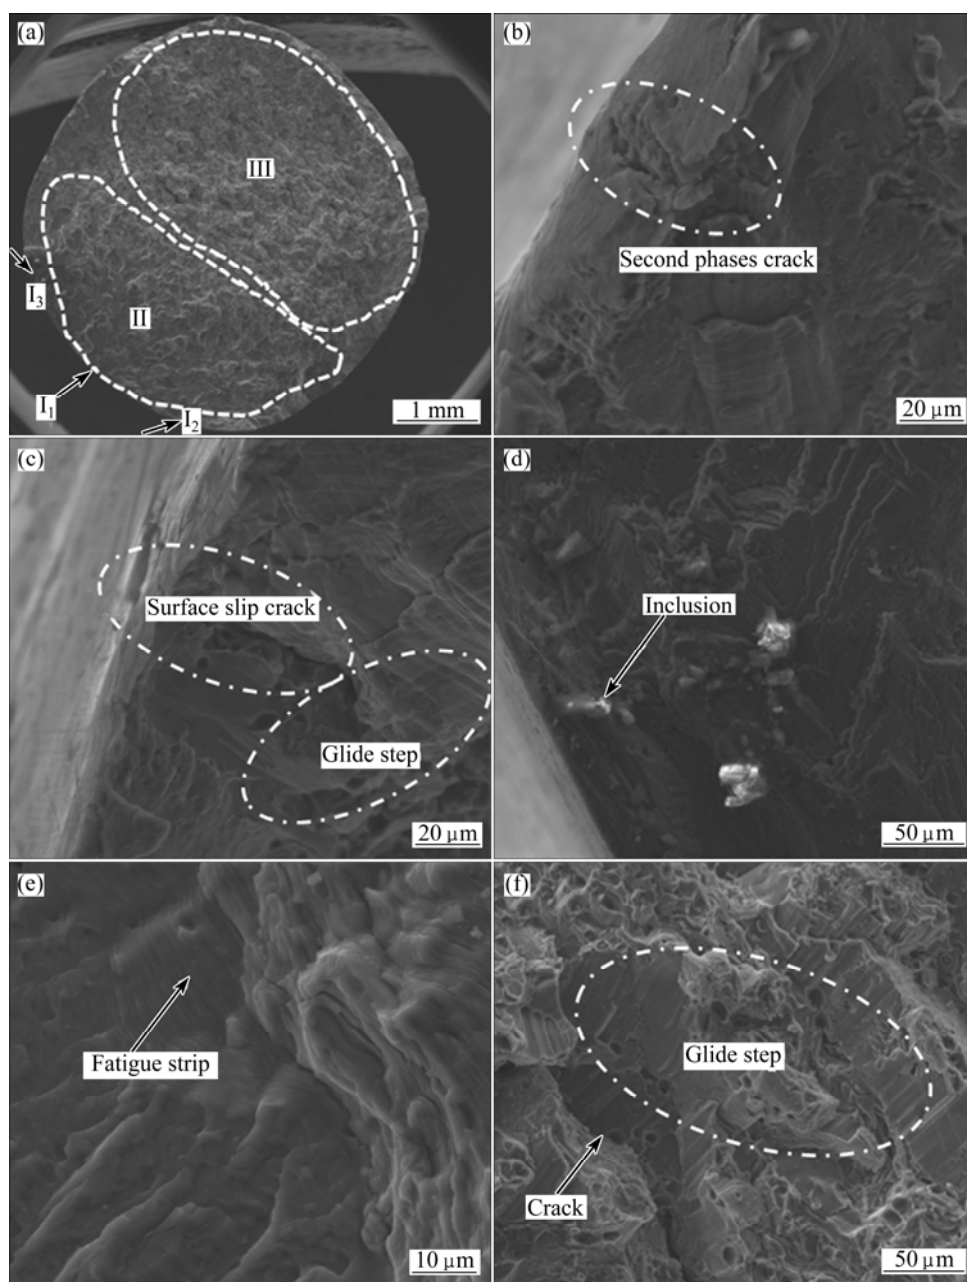 (a)
III
I3
II
I1
I2
1 mm
(b)
Second phases crack
20 μm
(c)
Surface slip crack
Glide step
20 μm
(d)
Inclusion
50 μm
(e)
Fatigue strip
10 μm
(f)
Glide step
Crack
50 μm